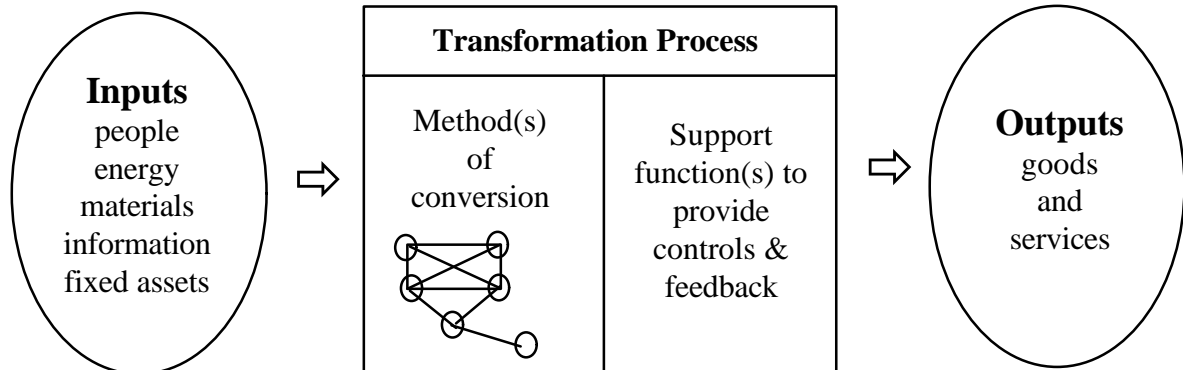 Inputs
people
energy
materials
information
fixed assets
Transformation Process
Method(s)
of
conversion
Support
function(s) to
provide
controls &
feedback
Outputs
goods
and
services